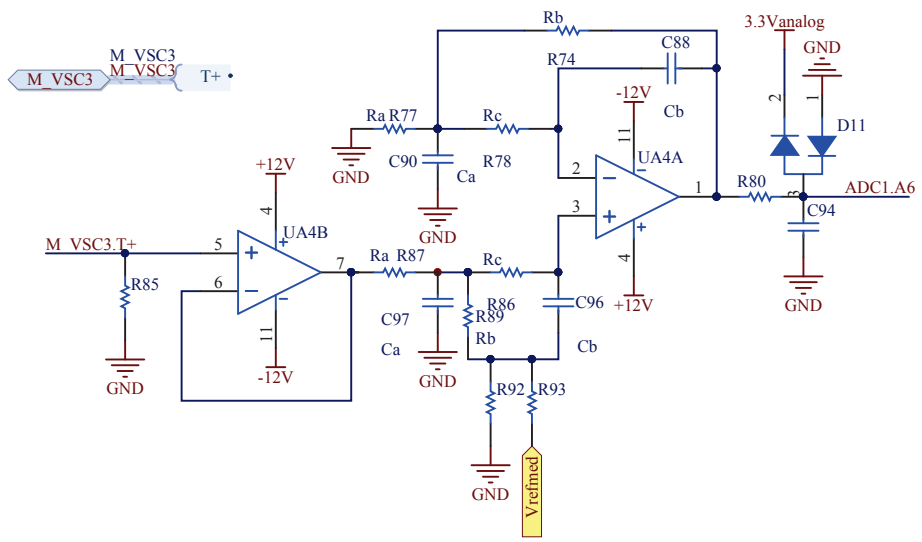 Rb
3.3Vanalog
GND
M_VSC3
M_VSC3
M_VSC3
T+
R74
C88
2
1
-12V
Cb
D11
Ra R77
Rc
11
UA4A
C90
Ca
R78
GND
2
1
R80
3
ADC1.A6
+12V
3
C94
4
UA4B
GND
M_VSC3.T+
5
Ra R87
Rc
4
6
7
+12V
GND
R85
C97
R86
R89
C96
11
Ca
Rb
Cb
GND
-12V
GND
R92
R93
GND
Vrefmed